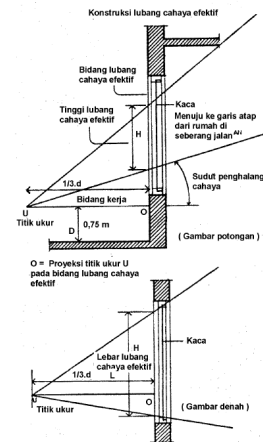 Konstruksi lubang cahaya efektif
Bidang lubang
cahaya efektif
Tinggi lubang
cahaya efektif
H
Kaca
Menuju ke garis atap
dari rumah di
seberang jalan
Sudut penghalang
cahaya
1/3.d
Bidang kerja
U
O
Titik ukur
D
0,75 m
( Gambar potongan )
O = Proyeksi titik ukur U
pada bidang lubang cahaya
efektif
H
Kaca
Lebar lubang
cahaya efektif
1/3.d
L
O
U
Titik ukur
( Gambar denah )